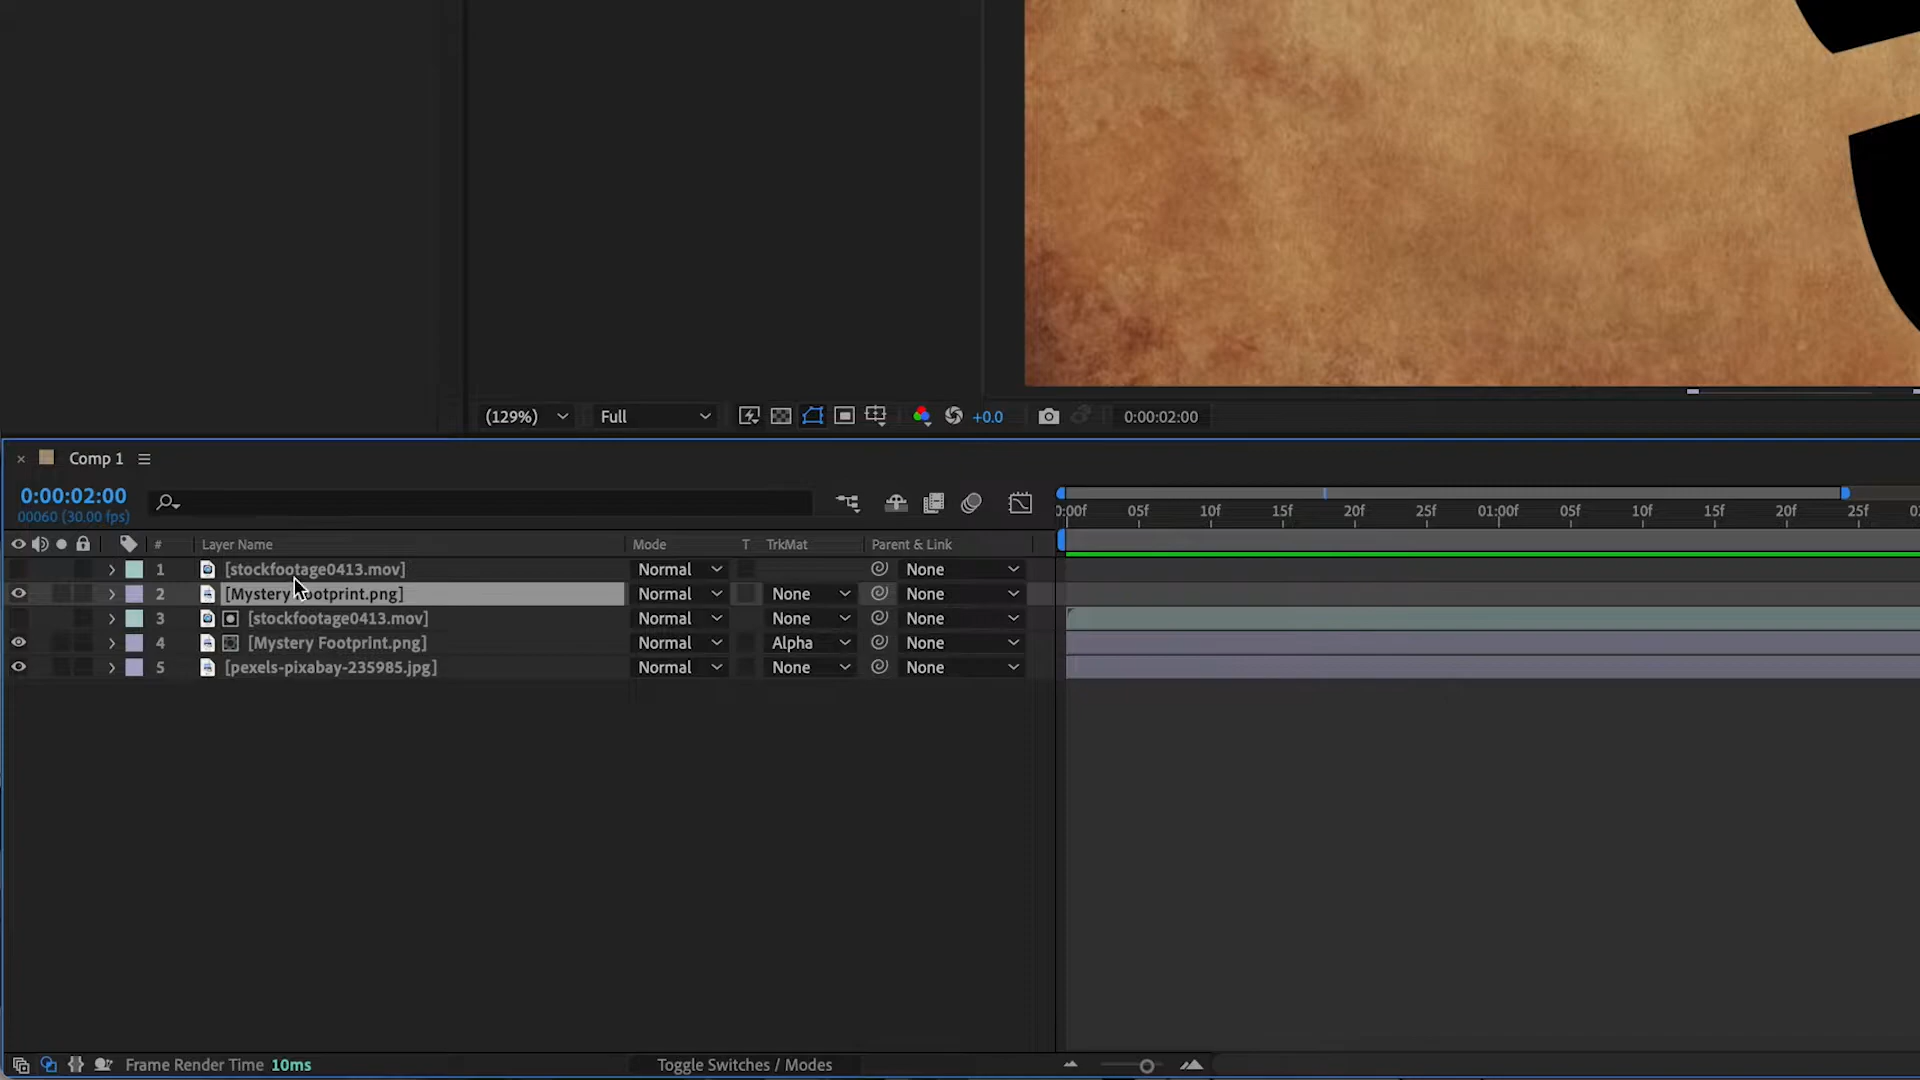 (129%) Full +0.0 0:00:02:00
Comp 1
0:00:02:00
00060 (30.00 fps)
0:00f 05f 10f 15f 20f 25f 01:00f 05f 10f 15f 20f 25f
# Layer Name Mode T TrkMat Parent & Link
1 [stockfootage0413.mov] Normal None
2 [Mystery Footprint.png] Normal None None
3 [stockfootage0413.mov] Normal None None
4 [Mystery Footprint.png] Normal Alpha None
5 [pexels-pixabay-235985.jpg] Normal None None
Frame Render Time 10ms Toggle Switches / Modes